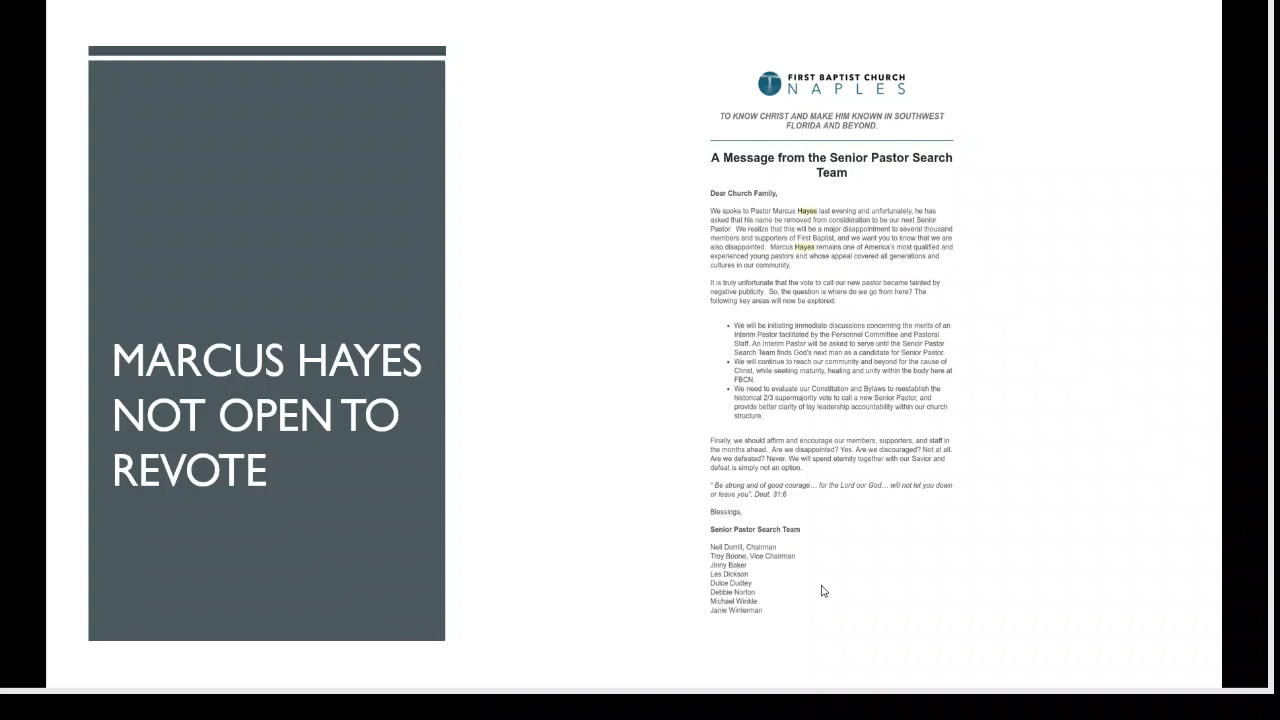 MARCUS HAYES
NOT OPEN TO
REVOTE
FIRST BAPTIST CHURCH
NAPLES
TO KNOW CHRIST AND MAKE HIM KNOWN IN SOUTHWEST
FLORIDA AND BEYOND.
A Message from the Senior Pastor Search
Team
Dear Church Family,
We spoke to Pastor Marcus Hayes last evening and unfortunately, he has
asked that his name be removed from consideration to be our next Senior
Pastor. We realize that this will be a major disappointment to several thousand
members and supporters of First Baptist, and we want you to know that we are
also disappointed. Marcus Hayes remains one of America's most qualified and
experienced young pastors and whose appeal covered all generations and
cultures in our community.
It is truly unfortunate that the vote to call our new pastor became tainted by
negative publicity. So, the question is where do we go from here? The
following key areas will now be explored:
• We will be initiating immediate discussions concerning the merits of an
Interim Pastor facilitated by the Personnel Committee and Pastoral
Staff. An Interim Pastor will be asked to serve until the Senior Pastor
Search Team finds God's next man as a candidate for Senior Pastor.
• We will continue to reach our community and beyond for the cause of
Christ, while seeking maturity, healing and unity within the body here at
FBCN.
• We need to evaluate our Constitution and Bylaws to reestablish the
historical 2/3 supermajority vote to call a new Senior Pastor, and
provide better clarity of lay leadership accountability within our church
structure.
Finally, we should affirm and encourage our members, supporters, and staff in
the months ahead. Are we disappointed? Yes. Are we discouraged? Not at all.
Are we defeated? Never. We will spend eternity together with our Savior and
defeat is simply not an option.
" Be strong and of good courage… for the Lord our God… will not let you down
or leave you". Deut. 31:6
Blessings,
Senior Pastor Search Team
Neil Dorrill, Chairman
Troy Boone, Vice Chairman
Jinny Baker
Les Dickson
Dulce Dudley
Debbie Norton
Michael Winkle
Janie Winterman